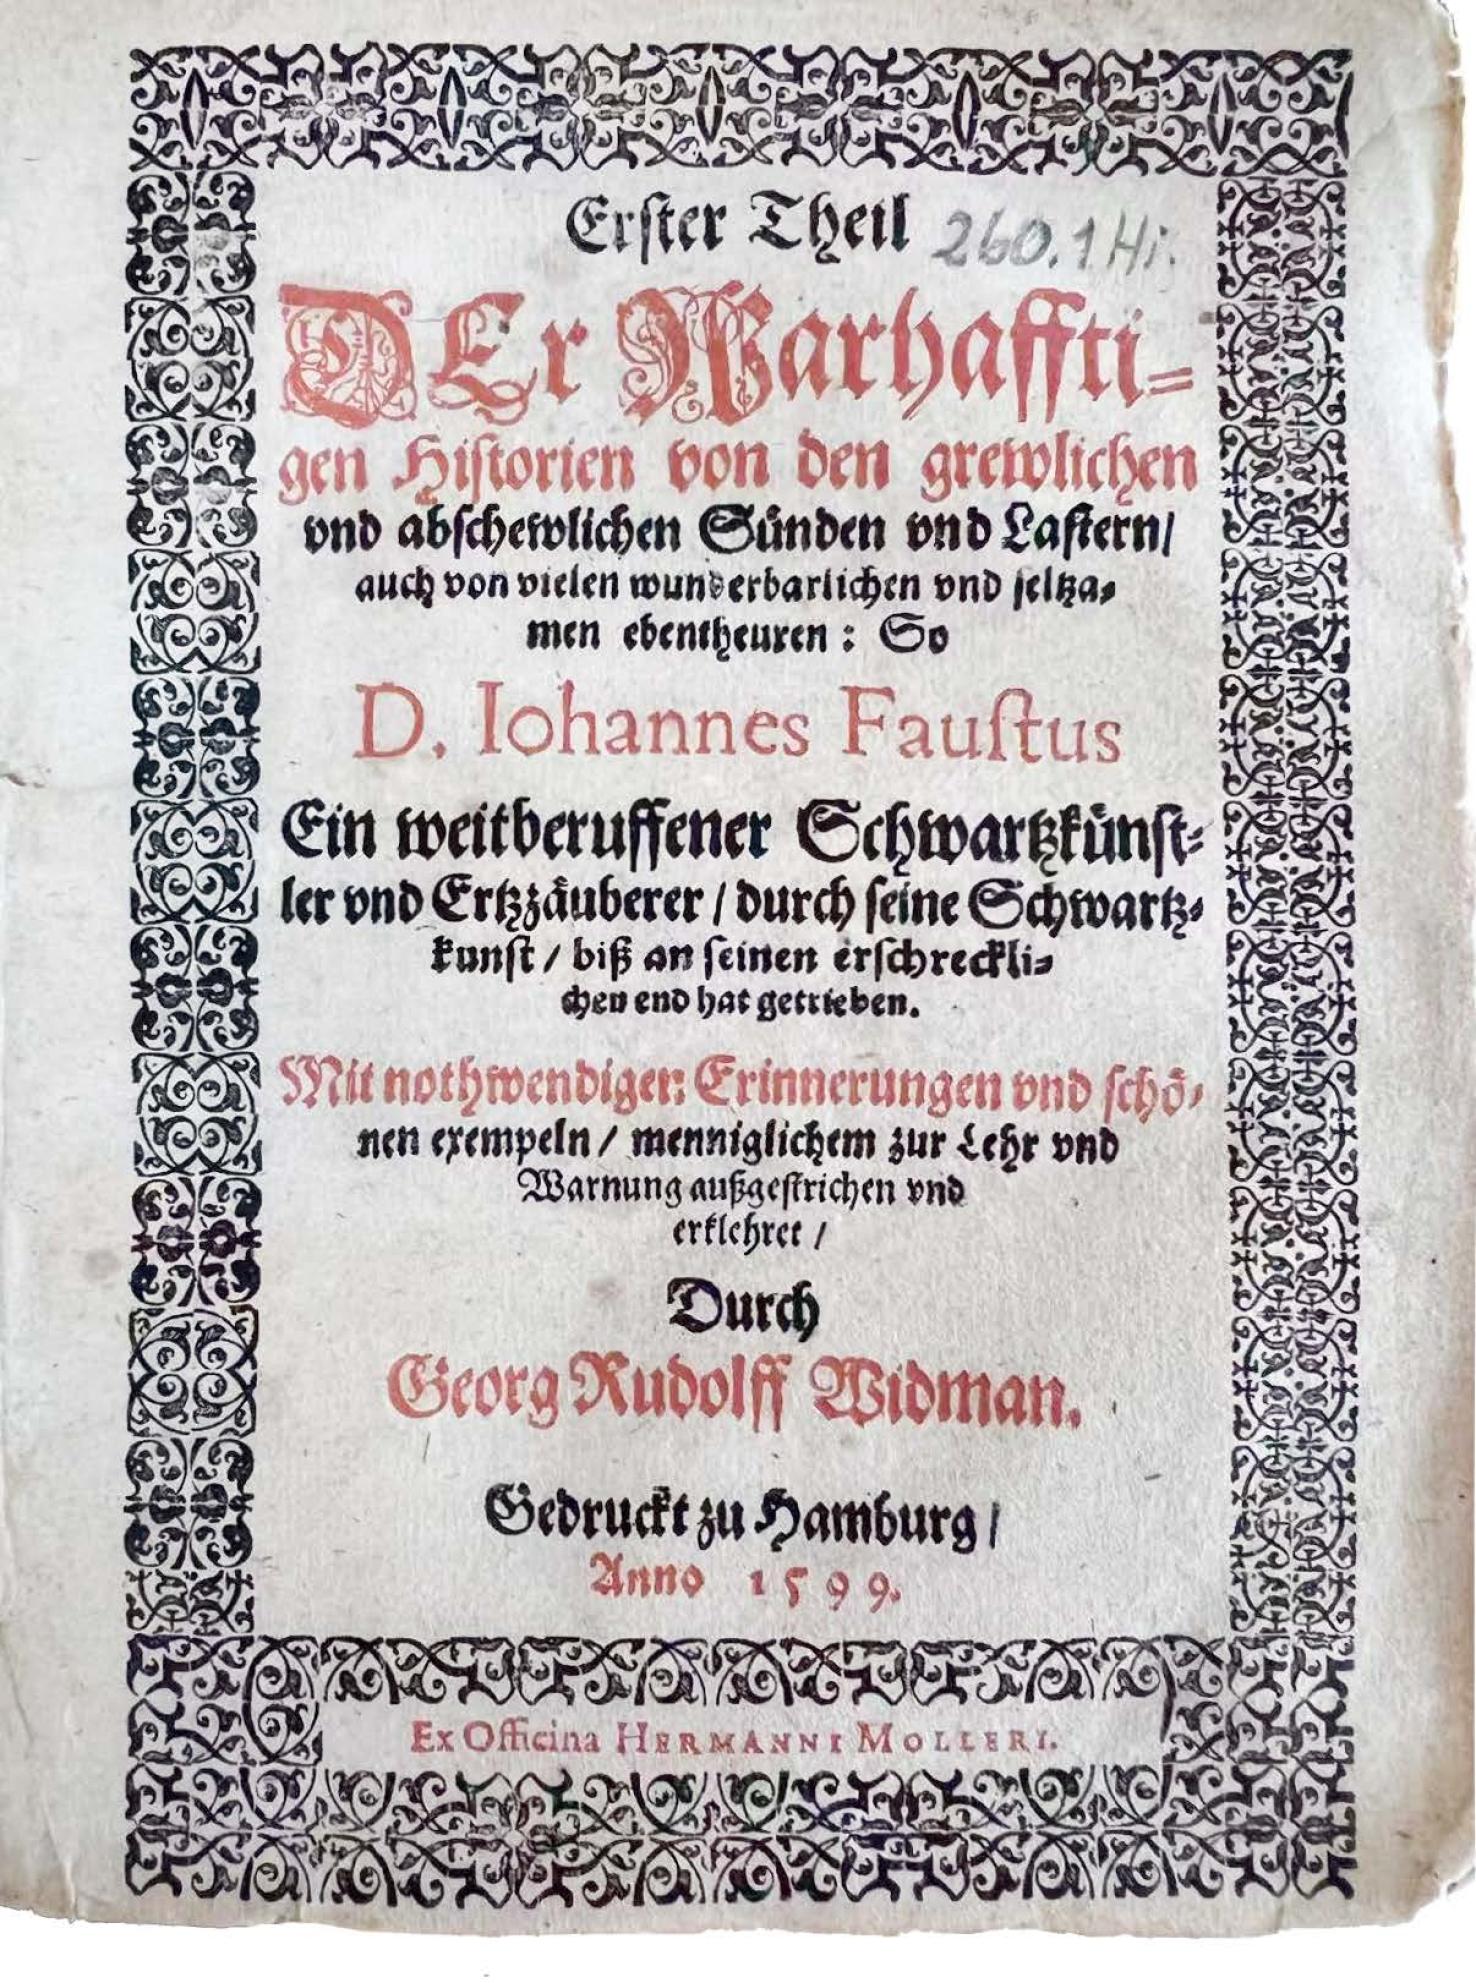 Erſter Theil 260.1 Hi.
DEr Warhaffti=
gen Hiſtorien von den grewlichen
vnd abſchewlichen Sünden vnd Laſtern/
auch von vielen wunderbarlichen vnd ſeltza=
men ebentheuren : So
D. Iohannes Fauſtus
Ein weitberuffener Schwartzkünſt=
ler vnd Ertzzäuberer / durch ſeine Schwartz=
kunſt / biß an ſeinen erſchreckli=
chen end hat getrieben.
Mit nothwendigen Erinnerungen vnd ſchö=
nen exempeln / menniglichem zur Lehr vnd
Warnung außgeſtrichen vnd
erklehret /
Durch
Georg Rudolff Widman.
Gedruckt zu Hamburg /
Anno 1599.
Ex Officina HERMANNI MOLLERI.